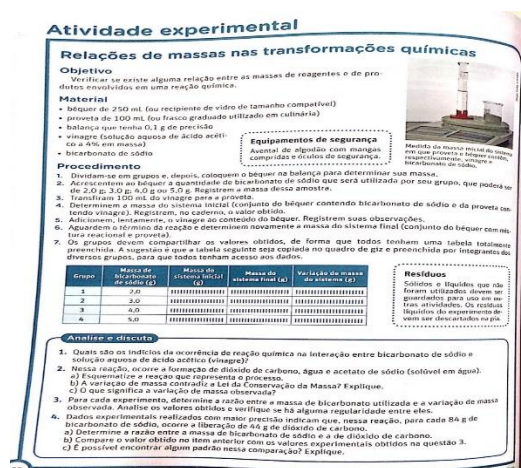 Atividade experimental
Relações de massas nas transformações químicas
Objetivo
Verificar se existe alguma relação entre as massas de reagentes e de pro-
dutos envolvidos em uma reação química.
Material
• béquer de 250 mL (ou recipiente de vidro de tamanho compatível)
• proveta de 100 mL (ou frasco graduado utilizado em culinária)
• balança que tenha 0,1 g de precisão
• vinagre (solução aquosa de ácido acéti-
co a 4% em massa)
• bicarbonato de sódio
Equipamentos de segurança
Avental de algodão com mangas
compridas e óculos de segurança.
Medida da massa inicial do sistema
em que proveta e béquer contêm,
respectivamente, vinagre e
bicarbonato de sódio.
Procedimento
1. Dividam-se em grupos e, depois, coloquem o béquer na balança para determinar sua massa.
2. Acrescentem ao béquer a quantidade de bicarbonato de sódio que será utilizada por seu grupo, que poderá ser
de 2,0 g; 3,0 g; 4,0 g ou 5,0 g. Registrem a massa dessa amostra.
3. Transfiram 100 mL do vinagre para a proveta.
4. Determinem a massa do sistema inicial (conjunto do béquer contendo bicarbonato de sódio e da proveta con-
tendo vinagre). Registrem, no caderno, o valor obtido.
5. Adicionem, lentamente, o vinagre ao conteúdo do béquer. Registrem suas observações.
6. Aguardem o término da reação e determinem novamente a massa do sistema final (conjunto do béquer com mis-
tura reacional e proveta).
7. Os grupos devem compartilhar os valores obtidos, de forma que todos tenham uma tabela totalmente
preenchida. A sugestão é que a tabela seguinte seja copiada no quadro de giz e preenchida por integrantes dos
diversos grupos, para que todos tenham acesso aos dados.
Grupo
Massa de bicarbonato de sódio (g)
Massa do sistema inicial (g)
Massa do sistema final (g)
Variação de massa do sistema (g)
1 2,0
2 3,0
3 4,0
4 5,0
Resíduos
Sólidos e líquidos que não
foram utilizados devem ser
guardados para uso em ou-
tras atividades. Os resíduos
líquidos do experimento de-
vem ser descartados na pia.
Analise e discuta
1. Quais são os indícios da ocorrência de reação química na interação entre bicarbonato de sódio e
solução aquosa de ácido acético (vinagre)?
2. Nessa reação, ocorre a formação de dióxido de carbono, água e acetato de sódio (solúvel em água).
a) Esquematize a reação que representa o processo.
b) A variação de massa contradiz a Lei da Conservação da Massa? Explique.
c) O que significa a variação de massa observada?
3. Para cada experimento, determine a razão entre a massa de bicarbonato utilizada e a variação de massa
observada. Analise os valores obtidos e verifique se há alguma regularidade entre eles.
4. Dados experimentais realizados com maior precisão indicam que, nessa reação, para cada 84 g de
bicarbonato de sódio, ocorre a liberação de 44 g de dióxido de carbono.
a) Determine a razão entre a massa de bicarbonato de sódio e a de dióxido de carbono.
b) Compare o valor obtido no item anterior com os valores experimentais obtidos na questão 3.
c) É possível encontrar algum padrão nessa comparação? Explique.